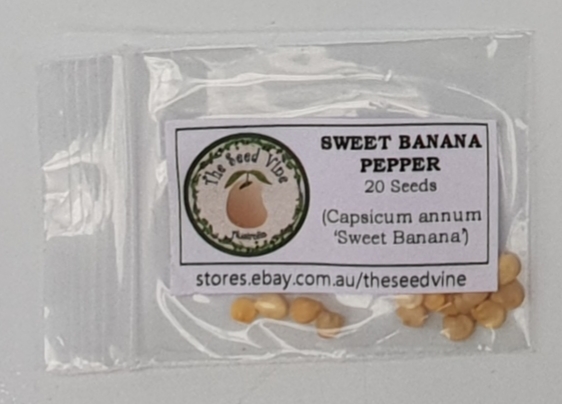 The Seed Vine
Australia
SWEET BANANA
PEPPER
20 Seeds
(Capsicum annum
'Sweet Banana')
stores.ebay.com.au/theseedvine